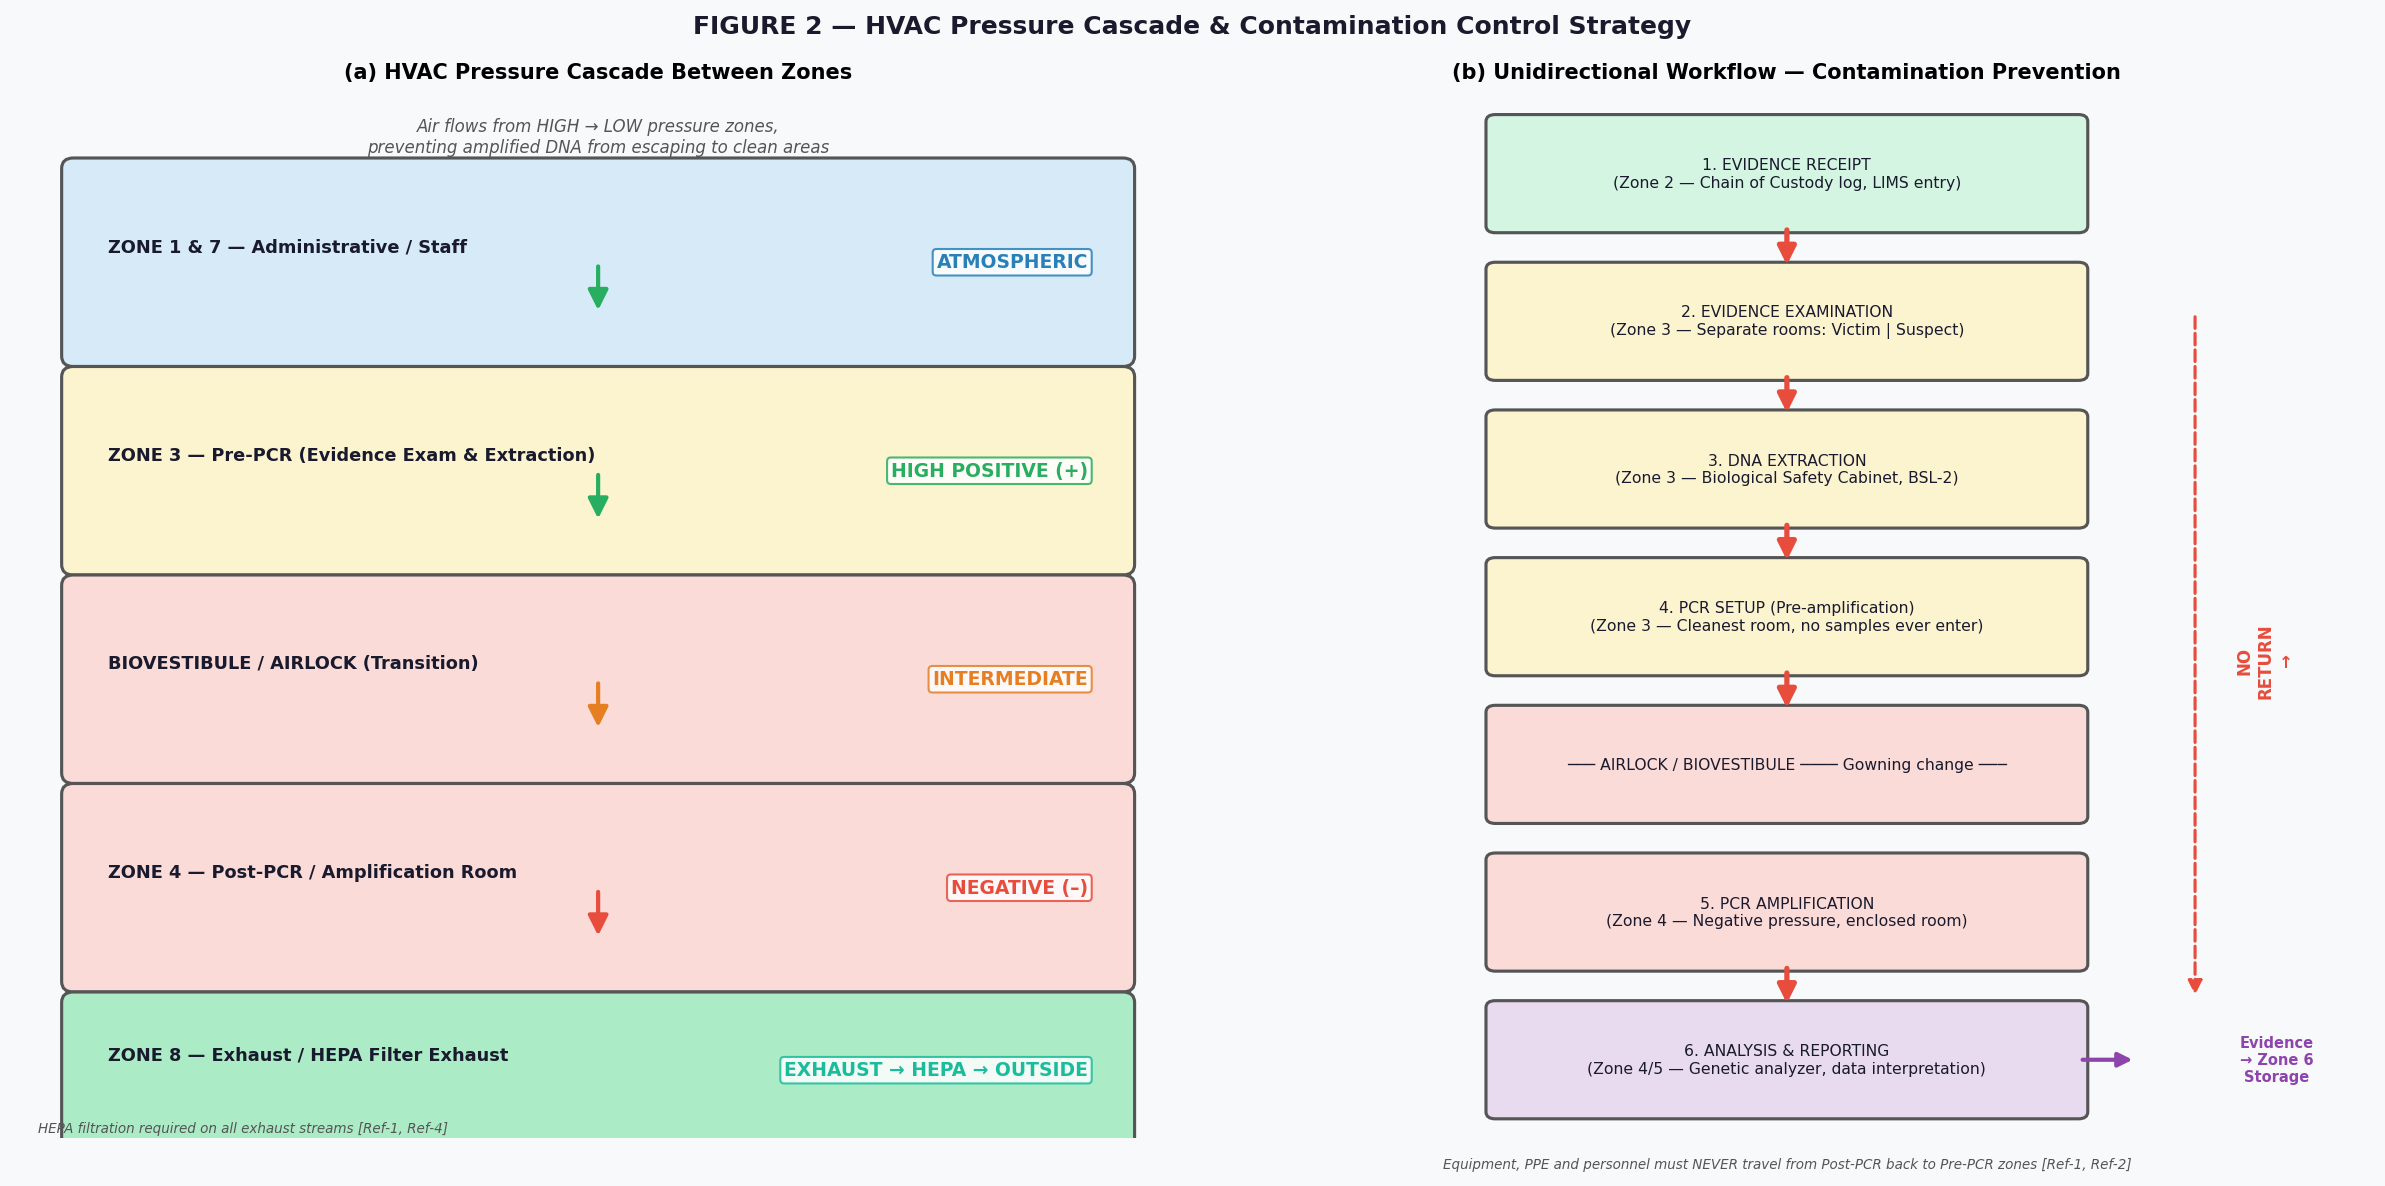 FIGURE 2 — HVAC Pressure Cascade & Contamination Control Strategy
(a) HVAC Pressure Cascade Between Zones
Air flows from HIGH → LOW pressure zones,
preventing amplified DNA from escaping to clean areas
ZONE 1 & 7 — Administrative / Staff
ATMOSPHERIC
ZONE 3 — Pre-PCR (Evidence Exam & Extraction)
HIGH POSITIVE (+)
BIOVESTIBULE / AIRLOCK (Transition)
INTERMEDIATE
ZONE 4 — Post-PCR / Amplification Room
NEGATIVE (–)
ZONE 8 — Exhaust / HEPA Filter Exhaust
EXHAUST → HEPA → OUTSIDE
HEPA filtration required on all exhaust streams [Ref-1, Ref-4]
(b) Unidirectional Workflow — Contamination Prevention
1. EVIDENCE RECEIPT
(Zone 2 — Chain of Custody log, LIMS entry)
2. EVIDENCE EXAMINATION
(Zone 3 — Separate rooms: Victim | Suspect)
3. DNA EXTRACTION
(Zone 3 — Biological Safety Cabinet, BSL-2)
4. PCR SETUP (Pre-amplification)
(Zone 3 — Cleanest room, no samples ever enter)
─── AIRLOCK / BIOVESTIBULE ──── Gowning change ───
5. PCR AMPLIFICATION
(Zone 4 — Negative pressure, enclosed room)
6. ANALYSIS & REPORTING
(Zone 4/5 — Genetic analyzer, data interpretation)
NO
RETURN
→
Evidence
→ Zone 6
Storage
Equipment, PPE and personnel must NEVER travel from Post-PCR back to Pre-PCR zones [Ref-1, Ref-2]